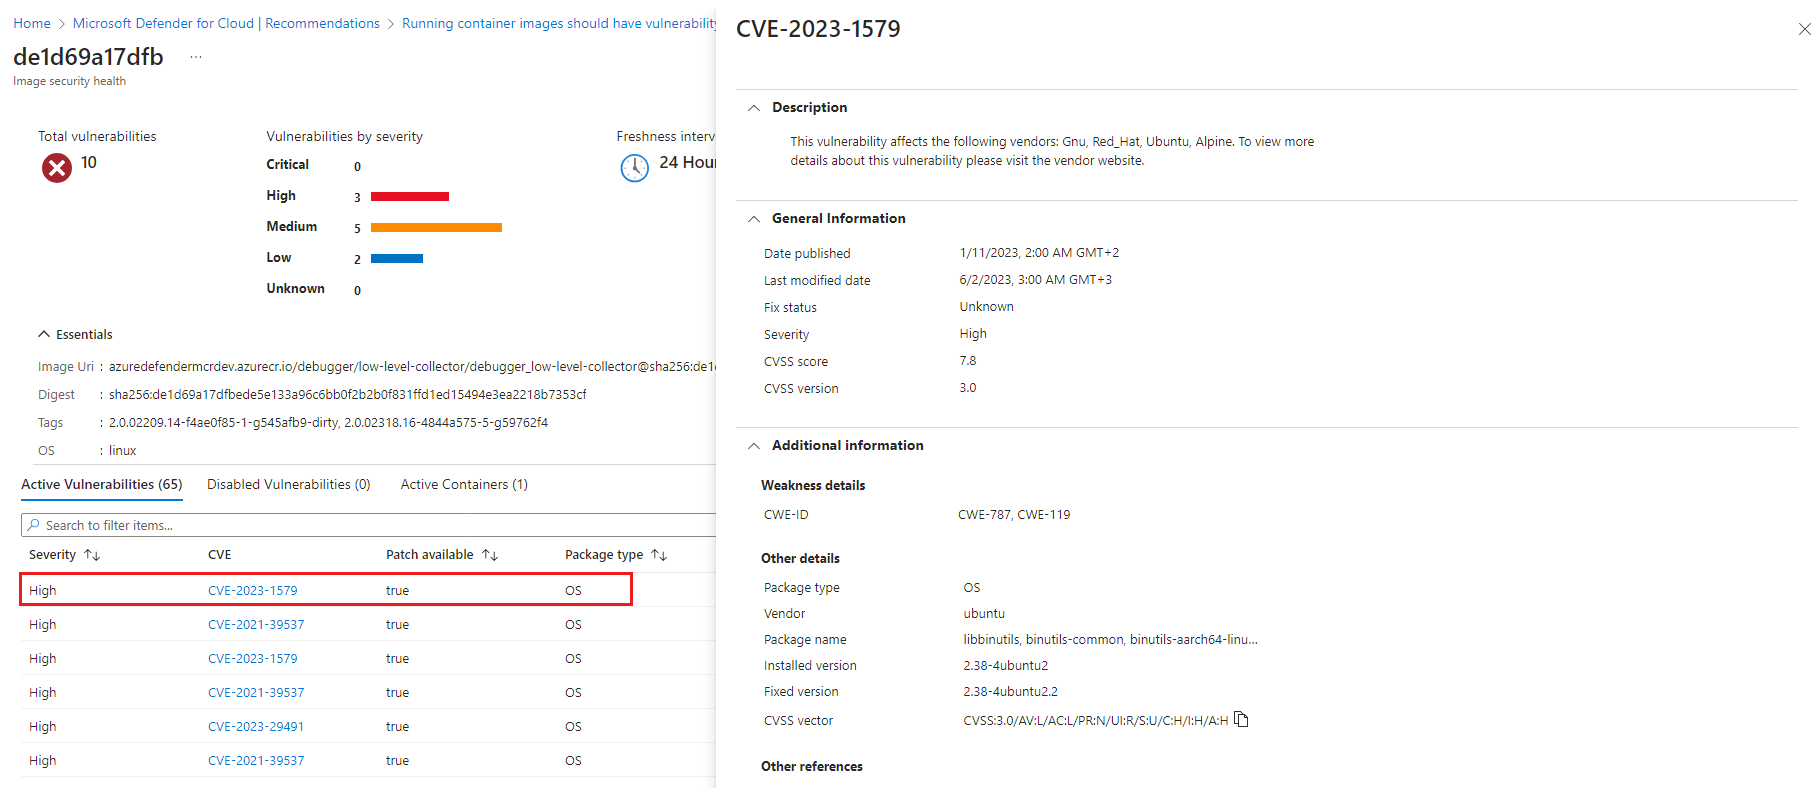 Home > Microsoft Defender for Cloud | Recommendations > Running container images should have vulnerability
de1d69a17dfb ...
Image security health
Total vulnerabilities
10
Vulnerabilities by severity
Critical 0
High 3
Medium 5
Low 2
Unknown 0
Freshness interv
24 Hour
Essentials
Image Uri : azuredefendermcrdev.azurecr.io/debugger/low-level-collector/debugger_low-level-collector@sha256:de1
Digest : sha256:de1d69a17dfbede5e133a96c6bb0f2b2b0f831ffd1ed15494e3ea2218b7353cf
Tags : 2.0.02209.14-f4ae0f85-1-g545afb9-dirty, 2.0.02318.16-4844a575-5-g59762f4
OS : linux
Active Vulnerabilities (65) Disabled Vulnerabilities (0) Active Containers (1)
Search to filter items...
Severity CVE Patch available Package type
High CVE-2023-1579 true OS
High CVE-2021-39537 true OS
High CVE-2023-1579 true OS
High CVE-2021-39537 true OS
High CVE-2023-29491 true OS
High CVE-2021-39537 true OS
CVE-2023-1579
Description
This vulnerability affects the following vendors: Gnu, Red_Hat, Ubuntu, Alpine. To view more
details about this vulnerability please visit the vendor website.
General Information
Date published 1/11/2023, 2:00 AM GMT+2
Last modified date 6/2/2023, 3:00 AM GMT+3
Fix status Unknown
Severity High
CVSS score 7.8
CVSS version 3.0
Additional information
Weakness details
CWE-ID CWE-787, CWE-119
Other details
Package type OS
Vendor ubuntu
Package name libbinutils, binutils-common, binutils-aarch64-linu...
Installed version 2.38-4ubuntu2
Fixed version 2.38-4ubuntu2.2
CVSS vector CVSS:3.0/AV:L/AC:L/PR:N/UI:R/S:U/C:H/I:H/A:H
Other references